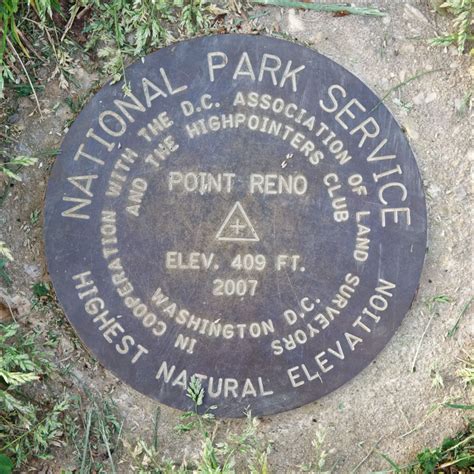 NATIONAL PARK SERVICE
IN COOPERATION WITH THE D.C. ASSOCIATION OF LAND SURVEYORS
AND THE HIGHPOINTERS CLUB
POINT RENO
ELEV. 409 FT.
2007
WASHINGTON D.C.
HIGHEST NATURAL ELEVATION